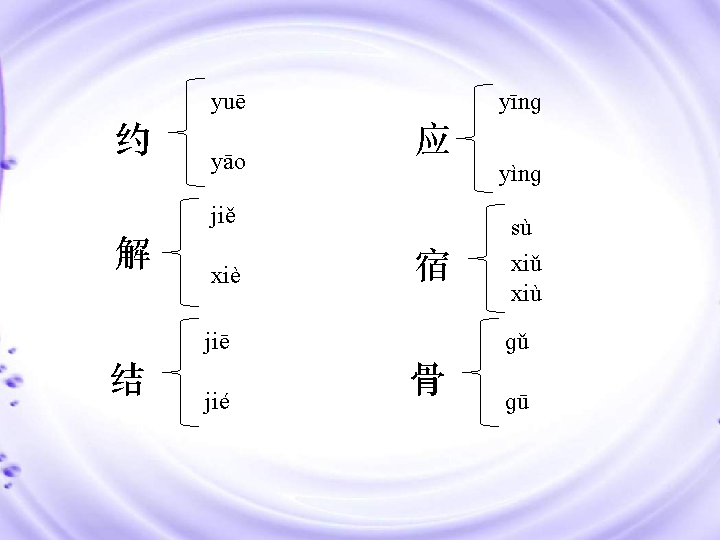 约
yuē
yāo
应
yīng
yìng
解
jiě
xiè
宿
sù
xiǔ
xiù
结
jiē
jié
骨
gǔ
gū